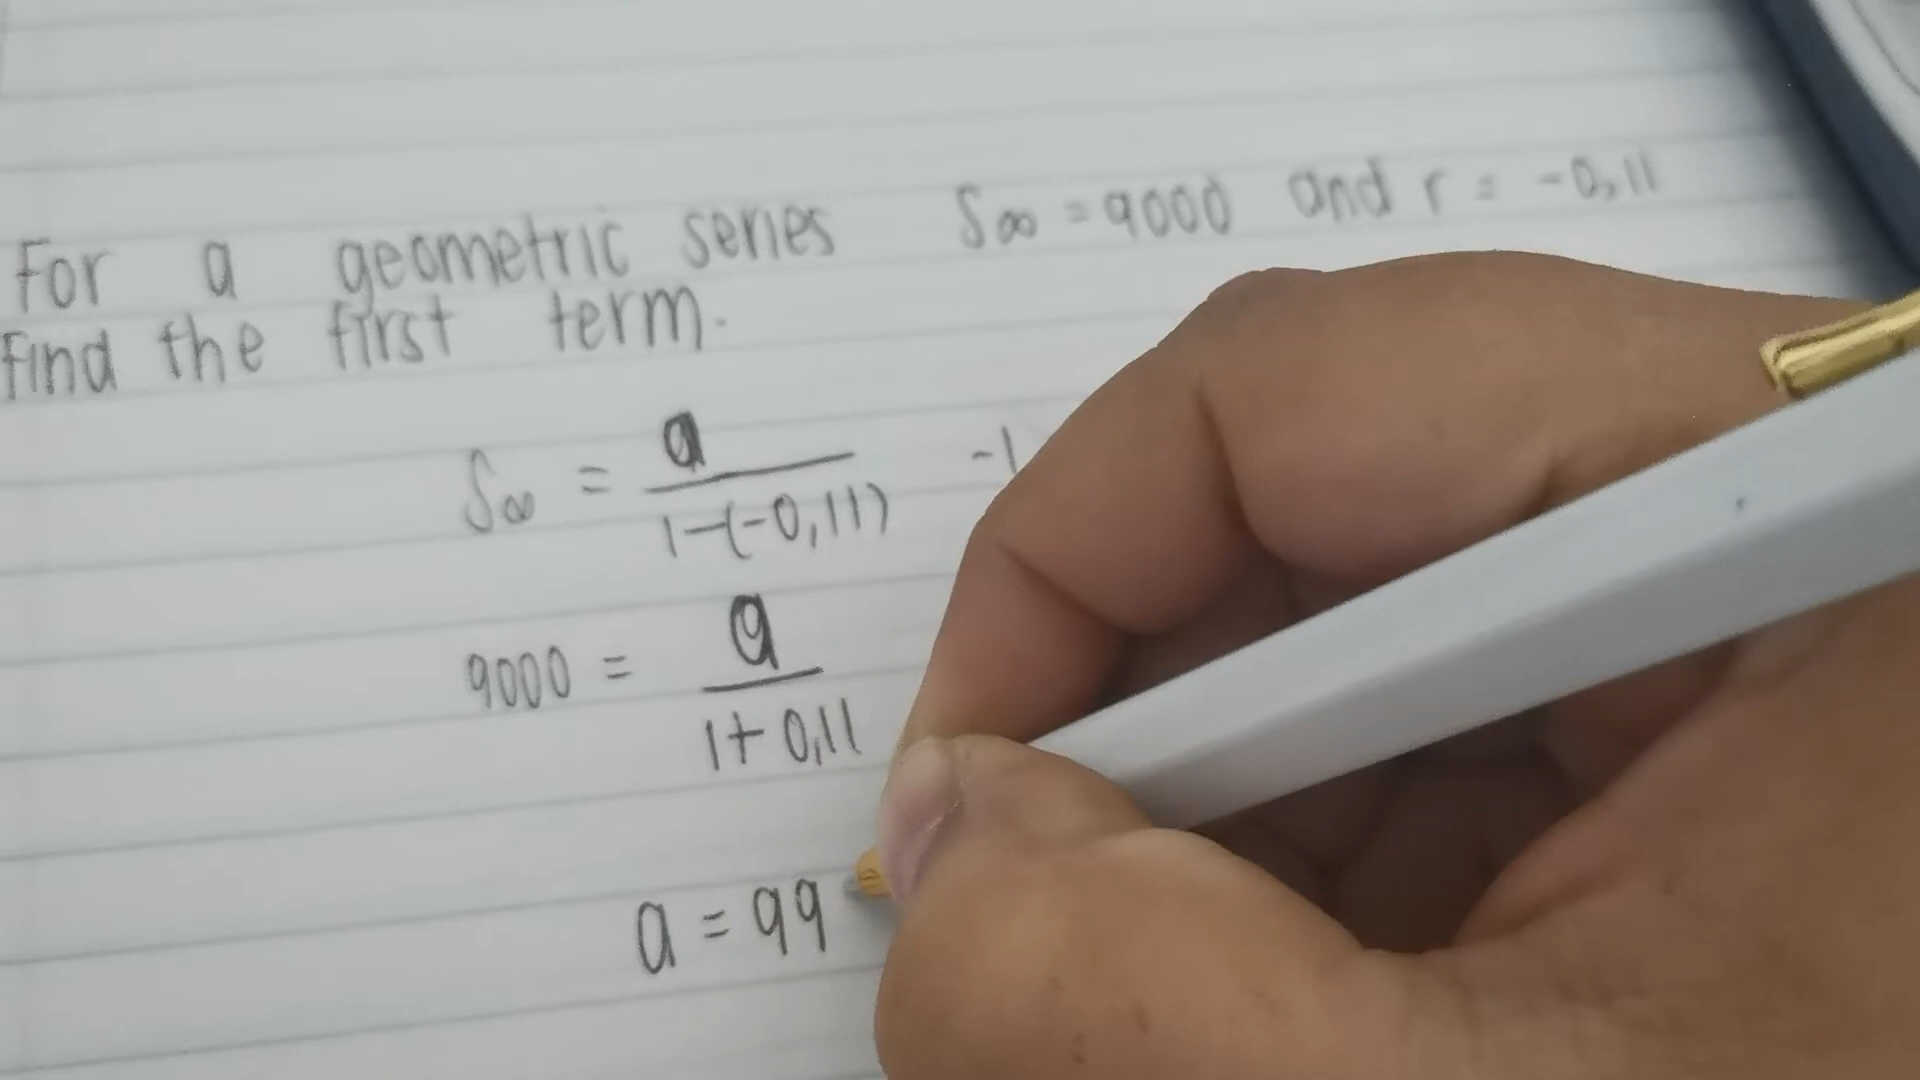 For a geometric series S∞ = 9000 and r = -0,11
Find the first term.
S∞ = a / 1-(-0,11) -1
9000 = a / 1+0,11
a = 99